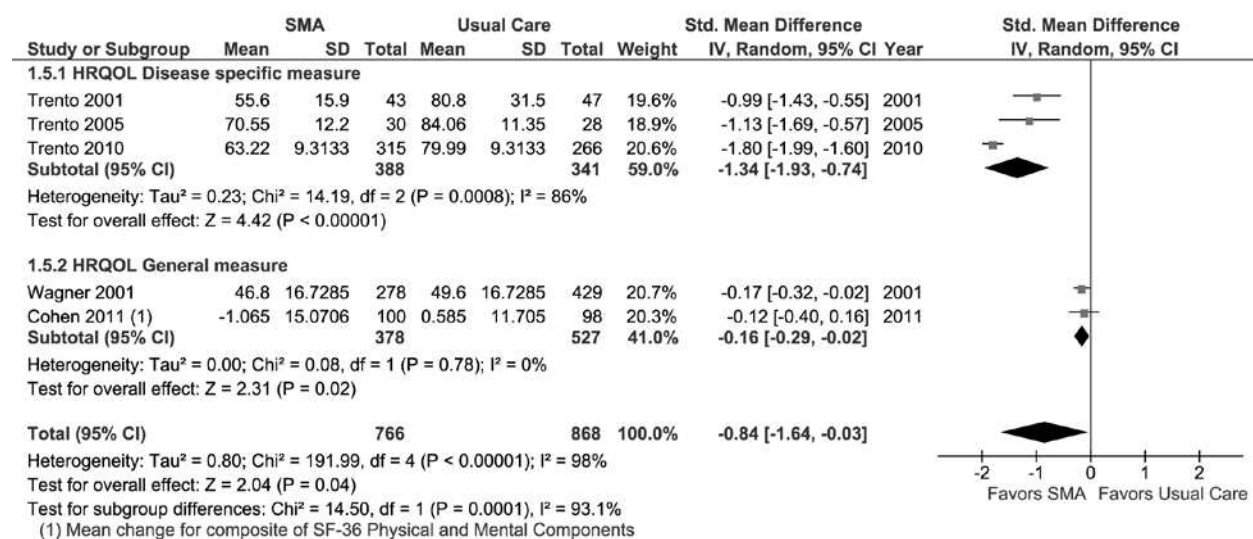 SMA Usual Care Std. Mean Difference Std. Mean Difference
Study or Subgroup Mean SD Total Mean SD Total Weight IV, Random, 95% CI Year IV, Random, 95% CI
1.5.1 HRQOL Disease specific measure
Trento 2001 55.6 15.9 43 80.8 31.5 47 19.6% -0.99 [-1.43, -0.55] 2001
Trento 2005 70.55 12.2 30 84.06 11.35 28 18.9% -1.13 [-1.69, -0.57] 2005
Trento 2010 63.22 9.3133 315 79.99 9.3133 266 20.6% -1.80 [-1.99, -1.60] 2010
Subtotal (95% CI) 388 341 59.0% -1.34 [-1.93, -0.74]
Heterogeneity: Tau² = 0.23; Chi² = 14.19, df = 2 (P = 0.0008); I² = 86%
Test for overall effect: Z = 4.42 (P < 0.00001)
1.5.2 HRQOL General measure
Wagner 2001 46.8 16.7285 278 49.6 16.7285 429 20.7% -0.17 [-0.32, -0.02] 2001
Cohen 2011 (1) -1.065 15.0706 100 0.585 11.705 98 20.3% -0.12 [-0.40, 0.16] 2011
Subtotal (95% CI) 378 527 41.0% -0.16 [-0.29, -0.02]
Heterogeneity: Tau² = 0.00; Chi² = 0.08, df = 1 (P = 0.78); I² = 0%
Test for overall effect: Z = 2.31 (P = 0.02)
Total (95% CI) 766 868 100.0% -0.84 [-1.64, -0.03]
Heterogeneity: Tau² = 0.80; Chi² = 191.99, df = 4 (P < 0.00001); I² = 98%
Test for overall effect: Z = 2.04 (P = 0.04)
Test for subgroup differences: Chi² = 14.50, df = 1 (P = 0.0001), I² = 93.1%
(1) Mean change for composite of SF-36 Physical and Mental Components
-2 -1 0 1 2
Favors SMA Favors Usual Care